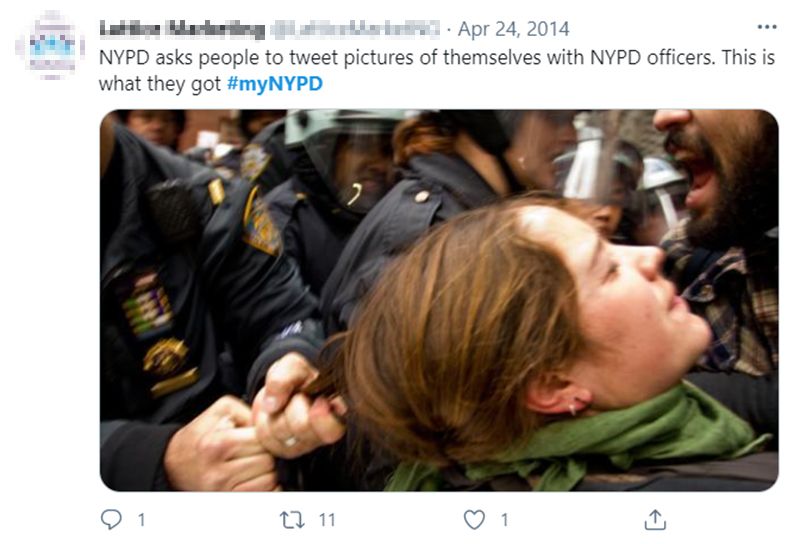 · Apr 24, 2014
NYPD asks people to tweet pictures of themselves with NYPD officers. This is
what they got #myNYPD
1
11
1